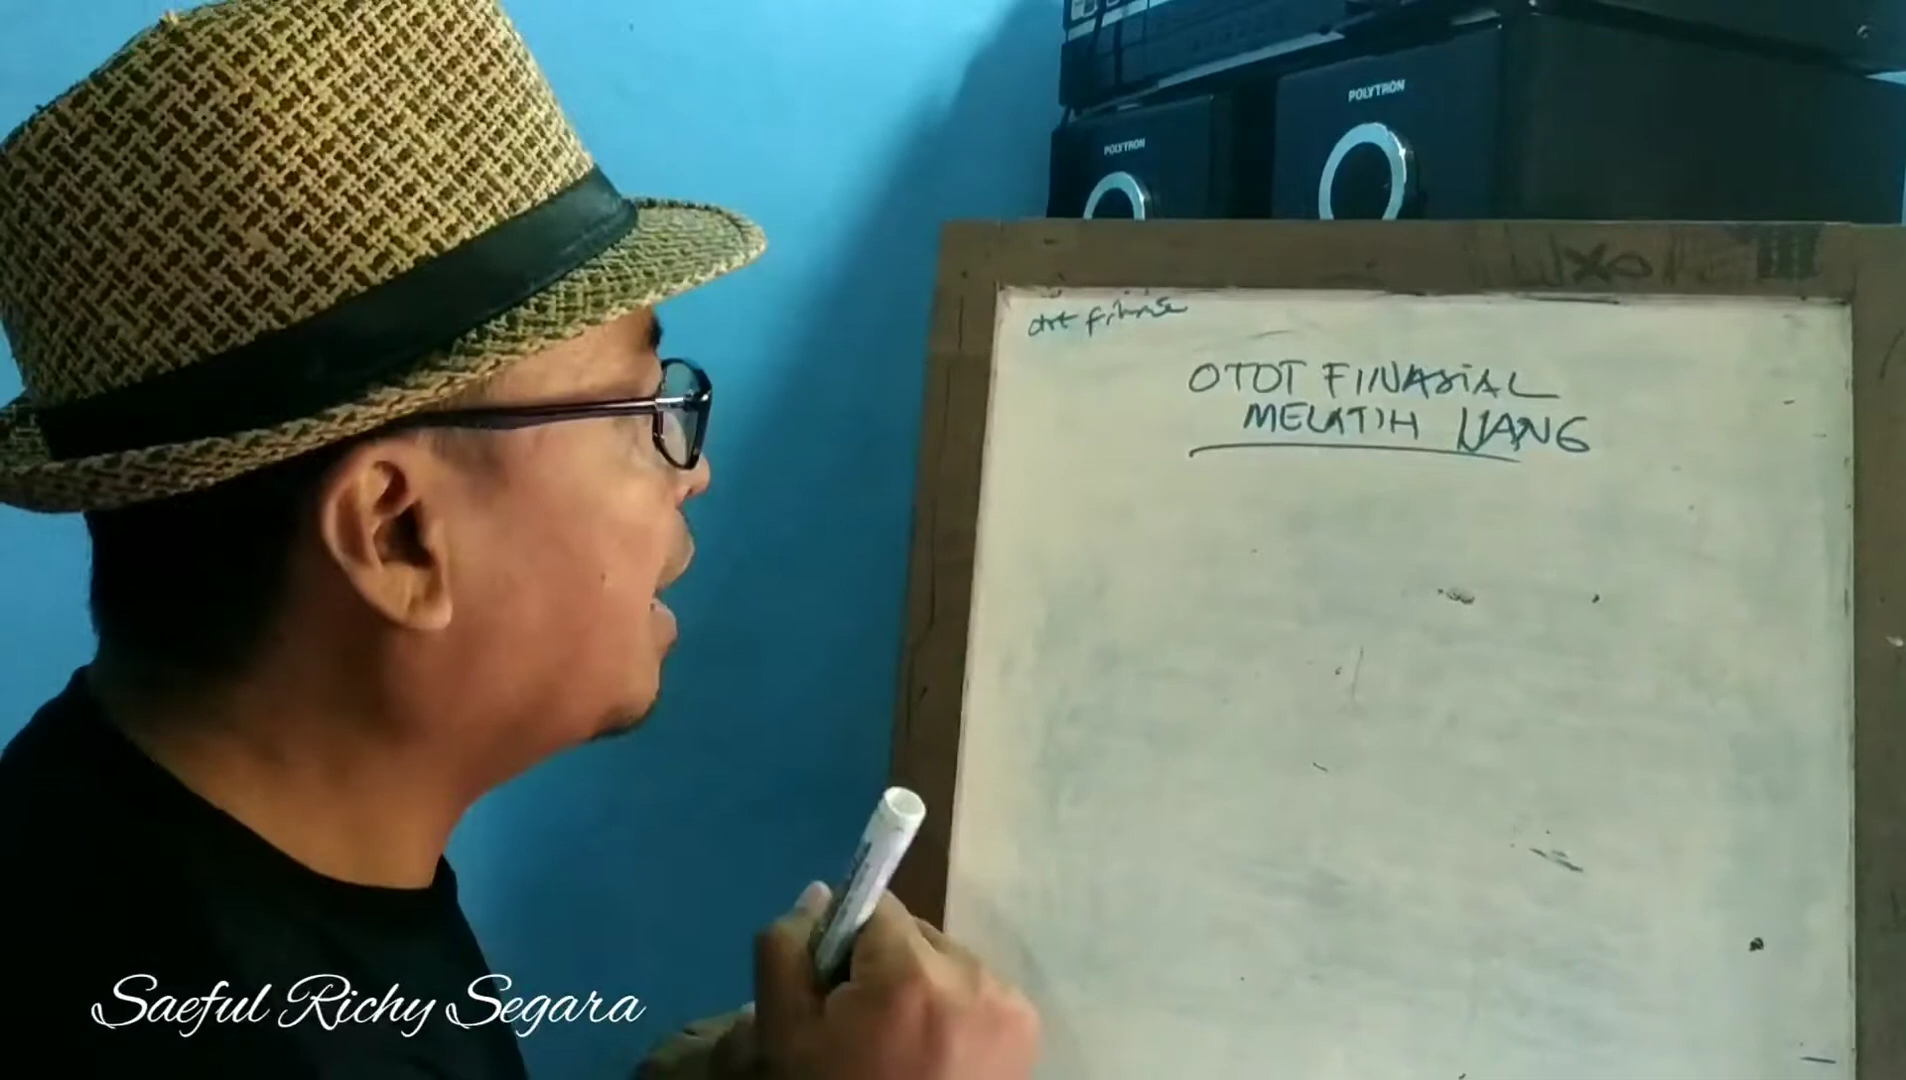 POLYTRON
POLYTRON
OTOT FINASIAL
MELATIH UANG
Saeful Richy Segara